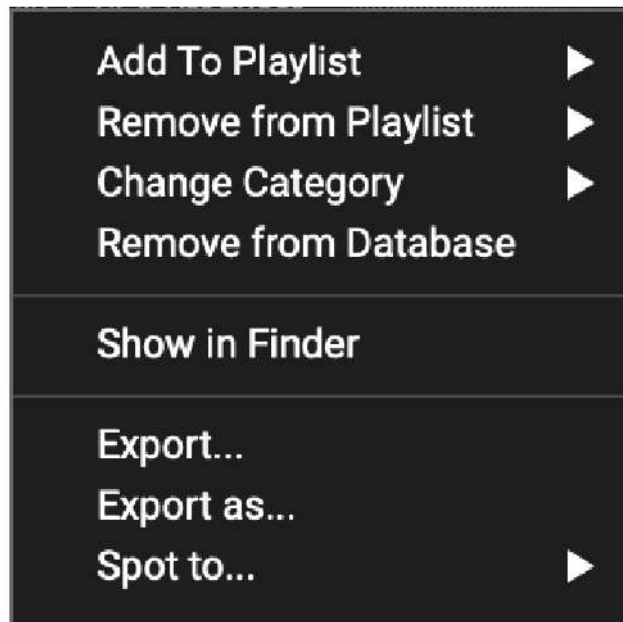 Add To Playlist
Remove from Playlist
Change Category
Remove from Database
Show in Finder
Export...
Export as...
Spot to...